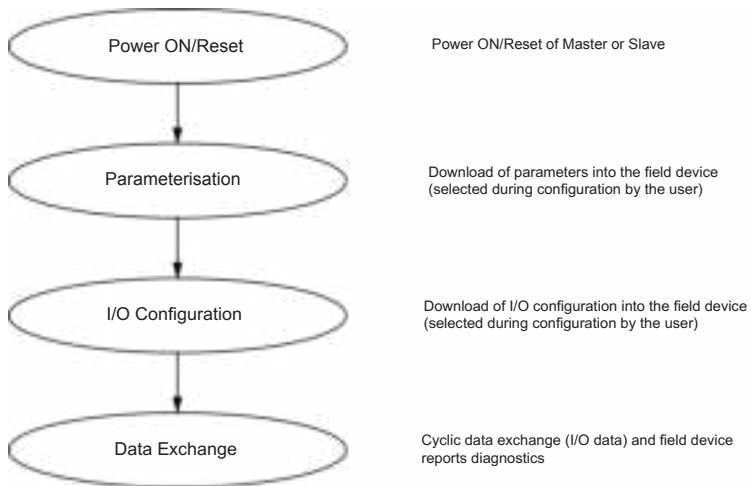 Power ON/Reset
Power ON/Reset of Master or Slave
Parameterisation
Download of parameters into the field device
(selected during configuration by the user)
I/O Configuration
Download of I/O configuration into the field device
(selected during configuration by the user)
Data Exchange
Cyclic data exchange (I/O data) and field device
reports diagnostics